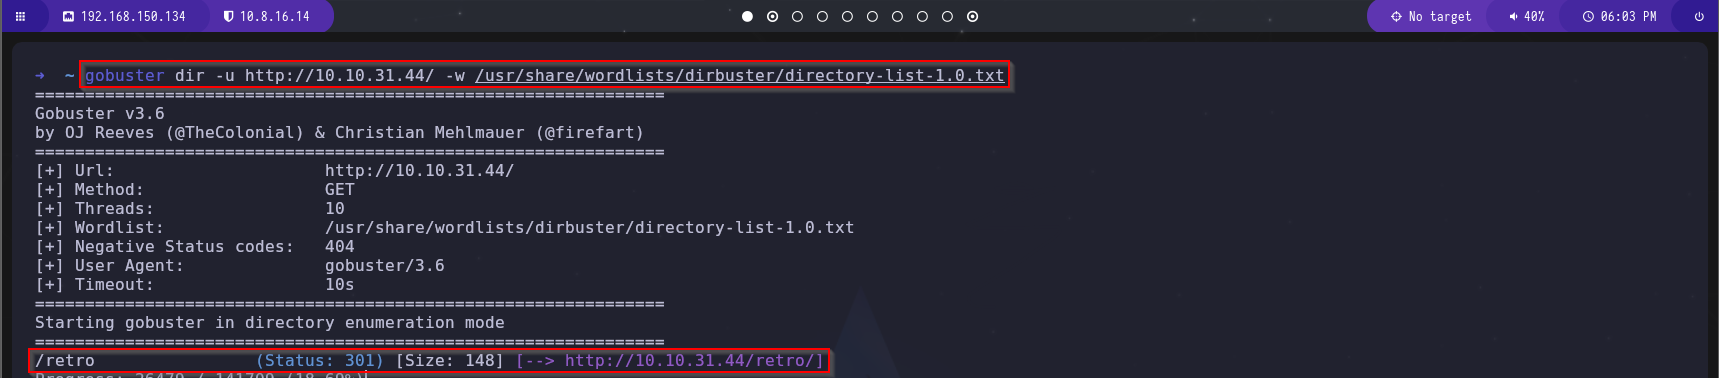 192.168.150.134 10.8.16.14 No target 40% 06:03 PM
→ ~ gobuster dir -u http://10.10.31.44/ -w /usr/share/wordlists/dirbuster/directory-list-1.0.txt
===============================================================
Gobuster v3.6
by OJ Reeves (@TheColonial) & Christian Mehlmauer (@firefart)
===============================================================
[+] Url: http://10.10.31.44/
[+] Method: GET
[+] Threads: 10
[+] Wordlist: /usr/share/wordlists/dirbuster/directory-list-1.0.txt
[+] Negative Status codes: 404
[+] User Agent: gobuster/3.6
[+] Timeout: 10s
===============================================================
Starting gobuster in directory enumeration mode
===============================================================
/retro (Status: 301) [Size: 148] [--> http://10.10.31.44/retro/]
Progress: 26479 /